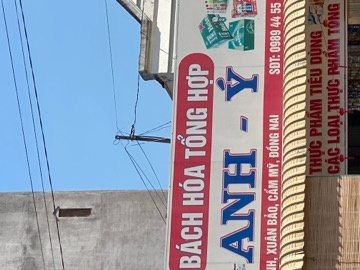 BÁCH HÓA TỔNG HỢP
ANH - Ỷ
XUÂN BẢO, CẨM MỸ, ĐỒNG NAI
SĐT: 0989 44 55
THỰC PHẨM TIÊU DÙNG
CÁC LOẠI THỰC PHẨM TỔNG